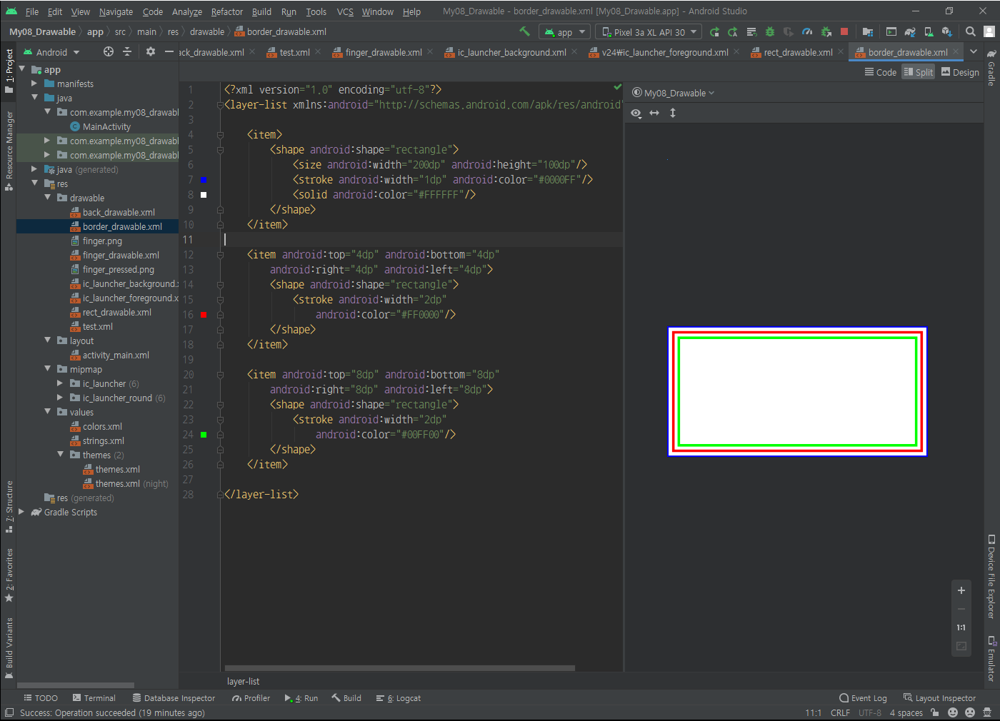 File Edit View Navigate Code Analyze Refactor Build Run Tools VCS Window Help My08_Drawable - border_drawable.xml [My08_Drawable.app] - Android Studio
My08_Drawable app src main res drawable border_drawable.xml app Pixel 3a XL API 30
Android ack_drawable.xml test.xml finger_drawable.xml ic_launcher_background.xml v24₩ic_launcher_foreground.xml rect_drawable.xml border_drawable.xml
Code Split Design
1: Project
Resource Manager
7: Structure
2: Favorites
Build Variants
app
manifests
java
com.example.my08_drawabl
MainActivity
com.example.my08_drawabl
com.example.my08_drawabl
java (generated)
res
drawable
back_drawable.xml
border_drawable.xml
finger.png
finger_drawable.xml
finger_pressed.png
ic_launcher_background.x
ic_launcher_foreground.x
rect_drawable.xml
test.xml
layout
activity_main.xml
mipmap
ic_launcher (6)
ic_launcher_round (6)
values
colors.xml
strings.xml
themes (2)
themes.xml
themes.xml (night)
res (generated)
Gradle Scripts
1 <?xml version="1.0" encoding="utf-8"?>
2 <layer-list xmlns:android="http://schemas.android.com/apk/res/android"
3
4 <item>
5 <shape android:shape="rectangle">
6 <size android:width="200dp" android:height="100dp"/>
7 <stroke android:width="1dp" android:color="#0000FF"/>
8 <solid android:color="#FFFFFF"/>
9 </shape>
10 </item>
11
12 <item android:top="4dp" android:bottom="4dp"
13 android:right="4dp" android:left="4dp">
14 <shape android:shape="rectangle">
15 <stroke android:width="2dp"
16 android:color="#FF0000"/>
17 </shape>
18 </item>
19
20 <item android:top="8dp" android:bottom="8dp"
21 android:right="8dp" android:left="8dp">
22 <shape android:shape="rectangle">
23 <stroke android:width="2dp"
24 android:color="#00FF00"/>
25 </shape>
26 </item>
27
28 </layer-list>
layer-list
My08_Drawable
1:1
Gradle
Device File Explorer
Emulator
TODO Terminal Database Inspector Profiler 4: Run Build 6: Logcat Event Log Layout Inspector
Success: Operation succeeded (19 minutes ago) 11:1 CRLF UTF-8 4 spaces